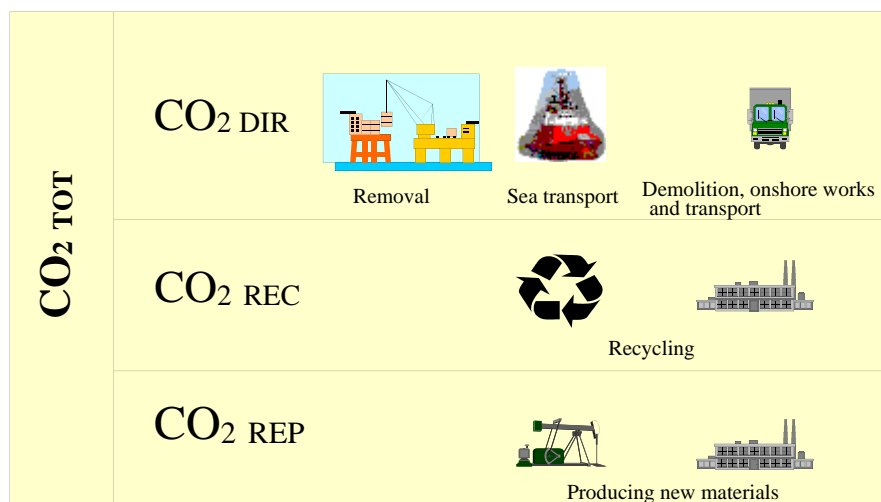 CO2 TOT
CO2 DIR
Removal
Sea transport
Demolition, onshore works
and transport
CO2 REC
Recycling
CO2 REP
Producing new materials